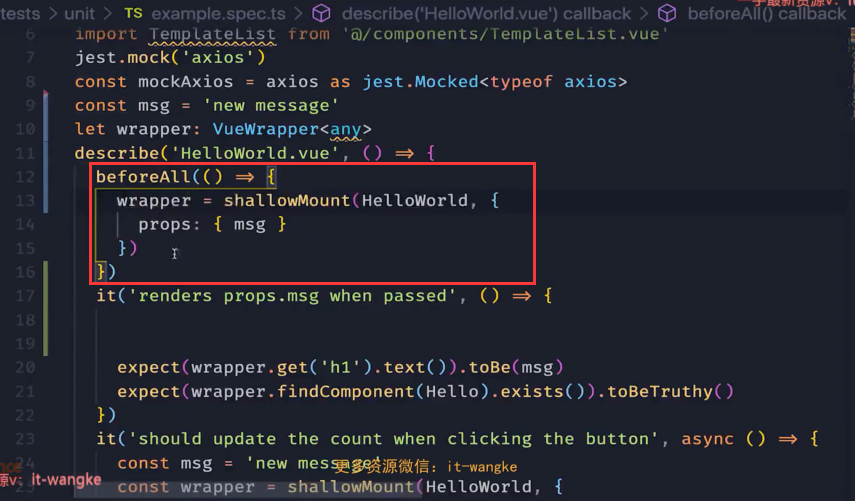 tests > unit > TS example.spec.ts > describe('HelloWorld.vue') callback > beforeAll() callback
6 import TemplateList from '@/components/TemplateList.vue'
7 jest.mock('axios')
8 const mockAxios = axios as jest.Mocked<typeof axios>
9 const msg = 'new message'
10 let wrapper: VueWrapper<any>
11 describe('HelloWorld.vue', () => {
12 beforeAll(() => {
13 wrapper = shallowMount(HelloWorld, {
14 props: { msg }
15 })
16 })
17 it('renders props.msg when passed', () => {
18
19
20 expect(wrapper.get('h1').text()).toBe(msg)
21 expect(wrapper.findComponent(Hello).exists()).toBeTruthy()
22 })
23 it('should update the count when clicking the button', async () => {
24 const msg = 'new message'
更多资源微信：it-wangke
源v：it-wangke
25 const wrapper = shallowMount(HelloWorld, {